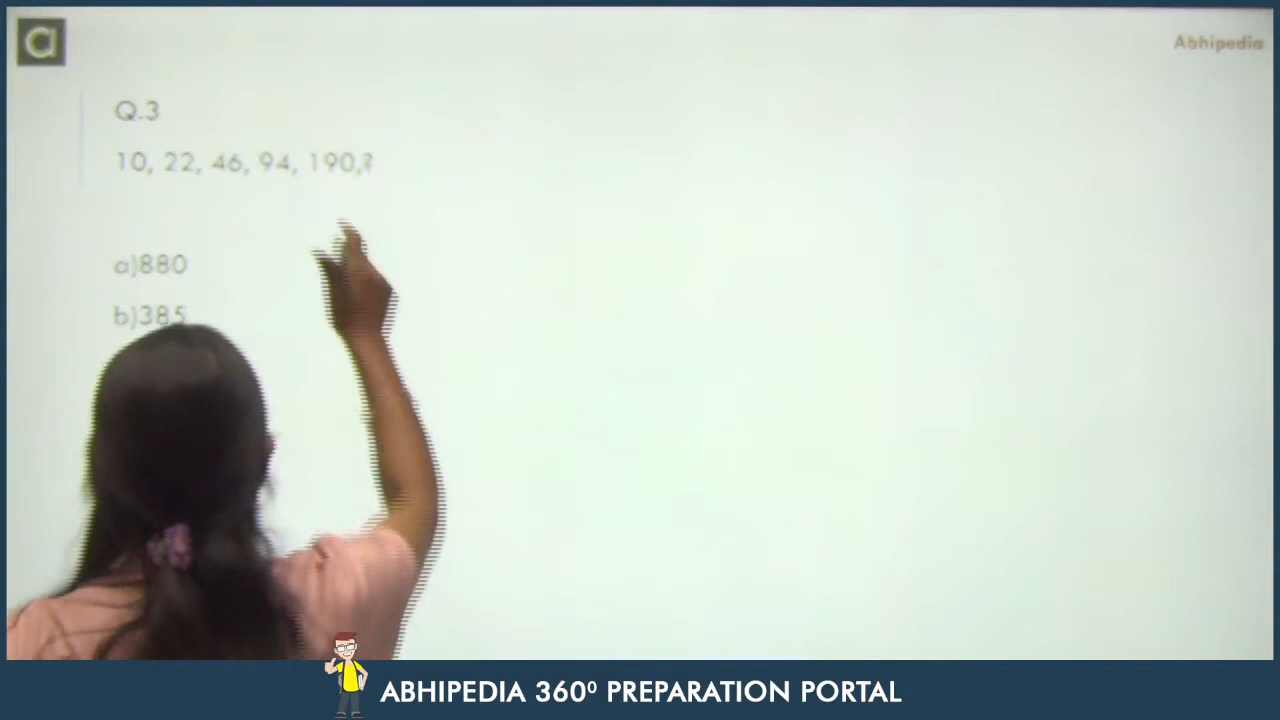 a
Abhipedia
Q.3
10, 22, 46, 94, 190,?
a)880
b)385
ABHIPEDIA 360⁰ PREPARATION PORTAL